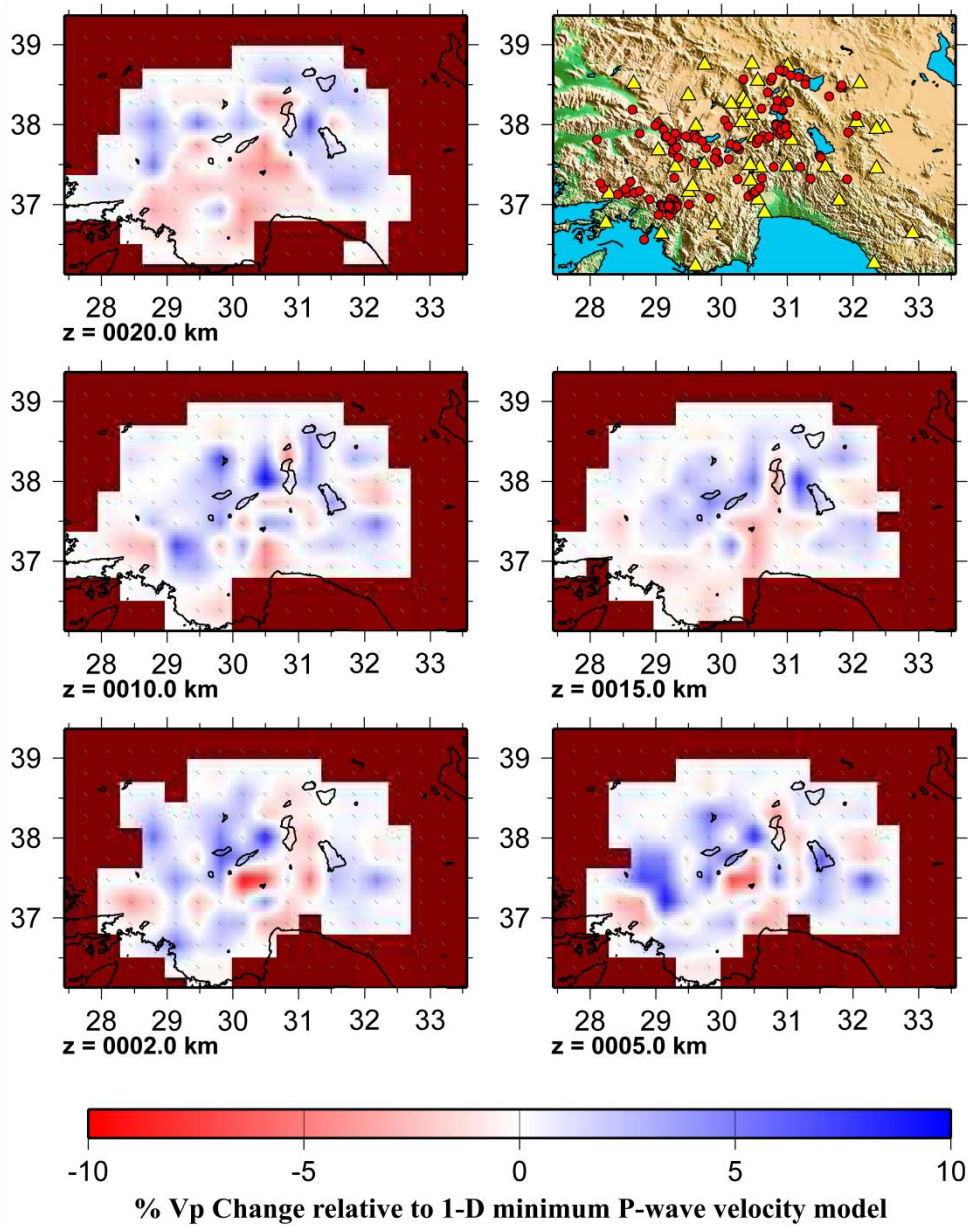 39
38
37
28 29 30 31 32 33
z = 0020.0 km
39
38
37
28 29 30 31 32 33
39
38
37
28 29 30 31 32 33
z = 0010.0 km
39
38
37
28 29 30 31 32 33
z = 0015.0 km
39
38
37
28 29 30 31 32 33
z = 0002.0 km
39
38
37
28 29 30 31 32 33
z = 0005.0 km
-10 -5 0 5 10
% Vp Change relative to 1-D minimum P-wave velocity model